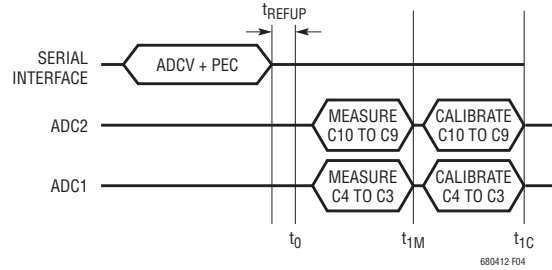 tREFUP
SERIAL
INTERFACE
ADCV + PEC
ADC2
MEASURE
C10 TO C9
CALIBRATE
C10 TO C9
ADC1
MEASURE
C4 TO C3
CALIBRATE
C4 TO C3
t0
t1M
t1C
680412 F04